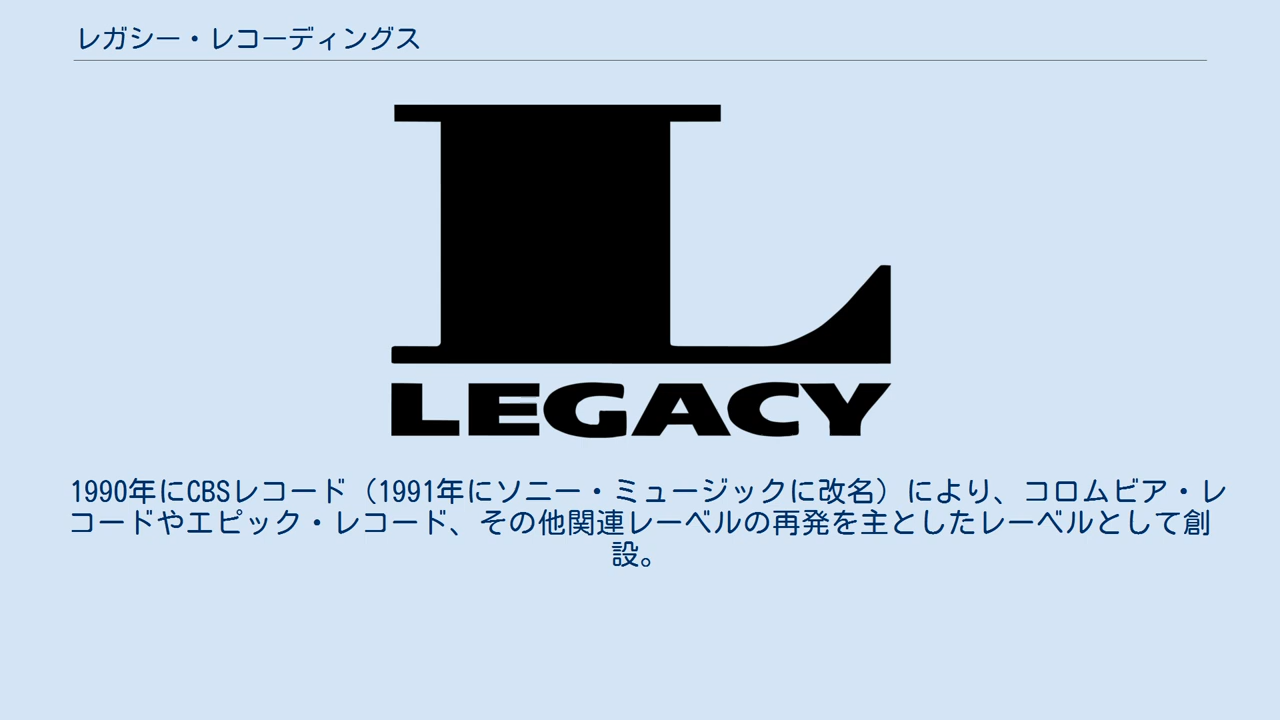 レガシー・レコーディングス
L
LEGACY
1990年にCBSレコード（1991年にソニー・ミュージックに改名）により、コロムビア・レ
コードやエピック・レコード、その他関連レーベルの再発を主としたレーベルとして創
設。